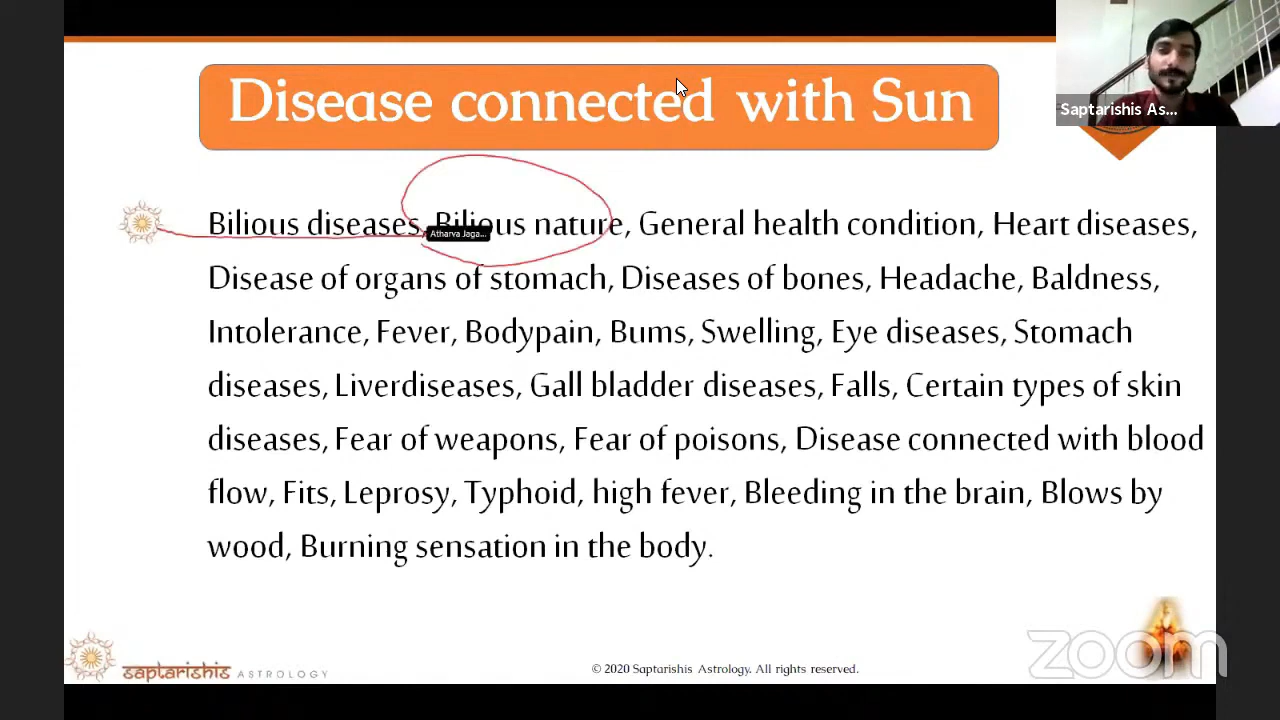 Disease connected with Sun
Saptarishis As...
Bilious diseases, Bilious nature, General health condition, Heart diseases,
Atharva Jaga...
Disease of organs of stomach, Diseases of bones, Headache, Baldness,
Intolerance, Fever, Bodypain, Bums, Swelling, Eye diseases, Stomach
diseases, Liverdiseases, Gall bladder diseases, Falls, Certain types of skin
diseases, Fear of weapons, Fear of poisons, Disease connected with blood
flow, Fits, Leprosy, Typhoid, high fever, Bleeding in the brain, Blows by
wood, Burning sensation in the body.
saptarishis ASTROLOGY
© 2020 Saptarishis Astrology. All rights reserved.
zoom